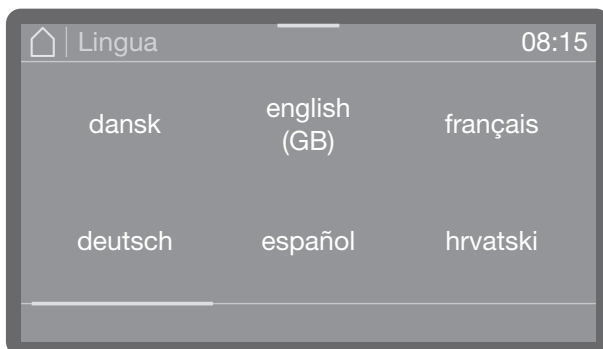 Lingua 08:15
dansk english (GB) français
deutsch español hrvatski